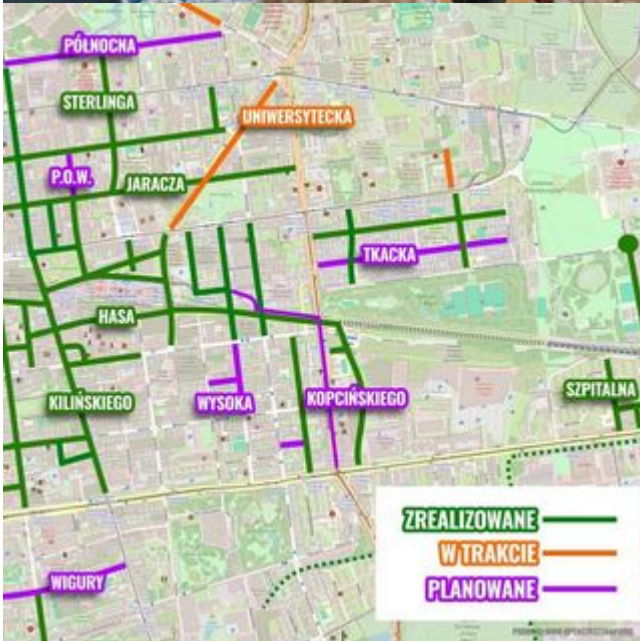 PÓŁNOCNA
STERLINGA
UNIWERSYTECKA
P.O.W.
JARACZA
TKACKA
HASA
KILIŃSKIEGO
WYSOKA
KOPCIŃSKIEGO
SZPITALNA
ZREALIZOWANE
W TRAKCIE
PLANOWANE
WIGURY